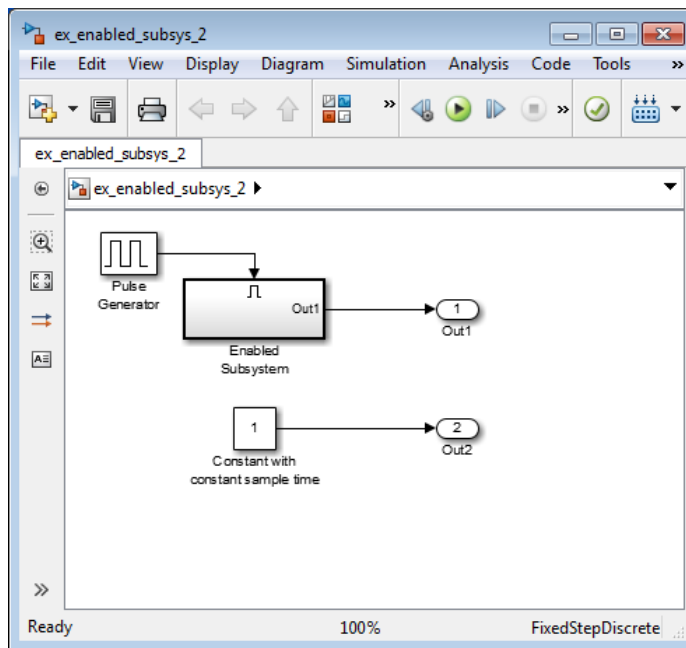 ex_enabled_subsys_2
File Edit View Display Diagram Simulation Analysis Code Tools »
» »
ex_enabled_subsys_2
ex_enabled_subsys_2
Pulse
Generator
Out1
1
Out1
Enabled
Subsystem
1
2
Out2
Constant with
constant sample time
»
Ready 100% FixedStepDiscrete